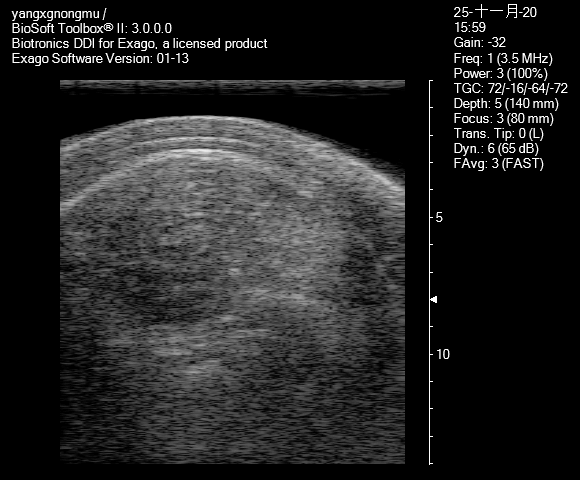 yangxgnongmu /
BioSoft Toolbox® II: 3.0.0.0
Biotronics DDI for Exago, a licensed product
Exago Software Version: 01-13
25-十一月-20
15:59
Gain: -32
Freq: 1 (3.5 MHz)
Power: 3 (100%)
TGC: 72/-16/-64/-72
Depth: 5 (140 mm)
Focus: 3 (80 mm)
Trans. Tip: 0 (L)
Dyn.: 6 (65 dB)
FAvg: 3 (FAST)
5
10